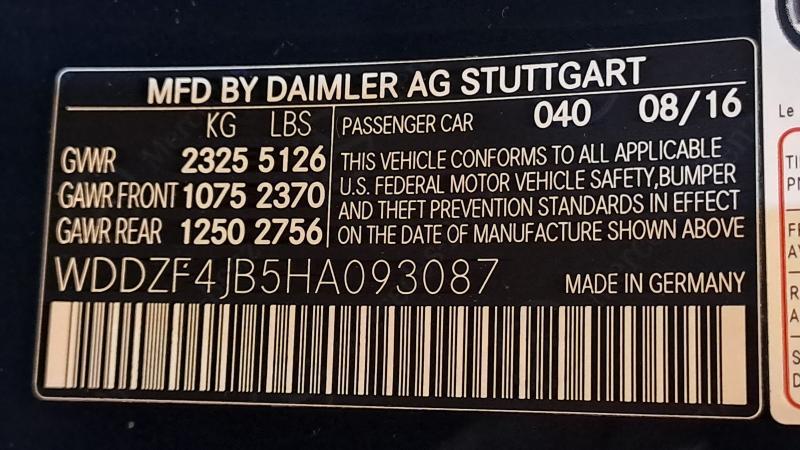 MFD BY DAIMLER AG STUTTGART
KG LBS
GVWR 2325 5126
GAWR FRONT 1075 2370
GAWR REAR 1250 2756
PASSENGER CAR 040 08/16
THIS VEHICLE CONFORMS TO ALL APPLICABLE
U.S. FEDERAL MOTOR VEHICLE SAFETY,BUMPER
AND THEFT PREVENTION STANDARDS IN EFFECT
ON THE DATE OF MANUFACTURE SHOWN ABOVE
WDDZF4JB5HA093087 MADE IN GERMANY
Le